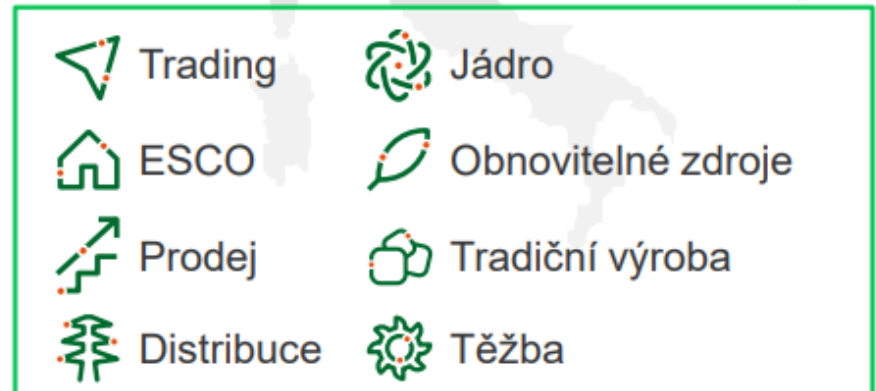 Trading
ESCO
Prodej
Distribuce
Jádro
Obnovitelné zdroje
Tradiční výroba
Těžba